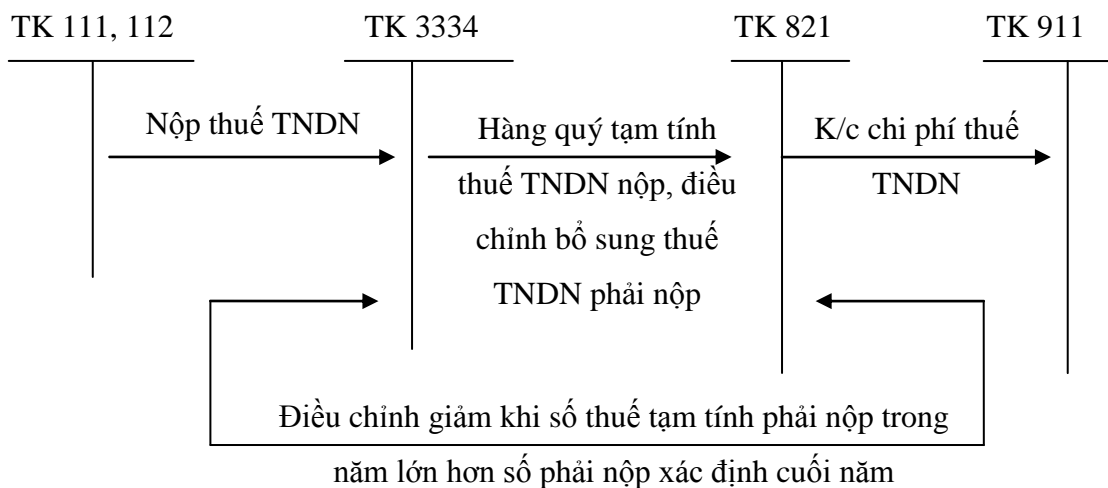 TK 111, 112
TK 3334
TK 821
TK 911
Nộp thuế TNDN
Hàng quý tạm tính
thuế TNDN nộp, điều
chỉnh bổ sung thuế
TNDN phải nộp
K/c chi phí thuế
TNDN
Điều chỉnh giảm khi số thuế tạm tính phải nộp trong
năm lớn hơn số phải nộp xác định cuối năm